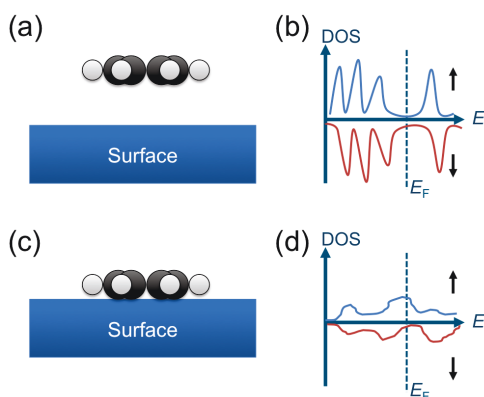 (a)
Surface
(b)
DOS
E
E_F
(c)
Surface
(d)
DOS
E
E_F